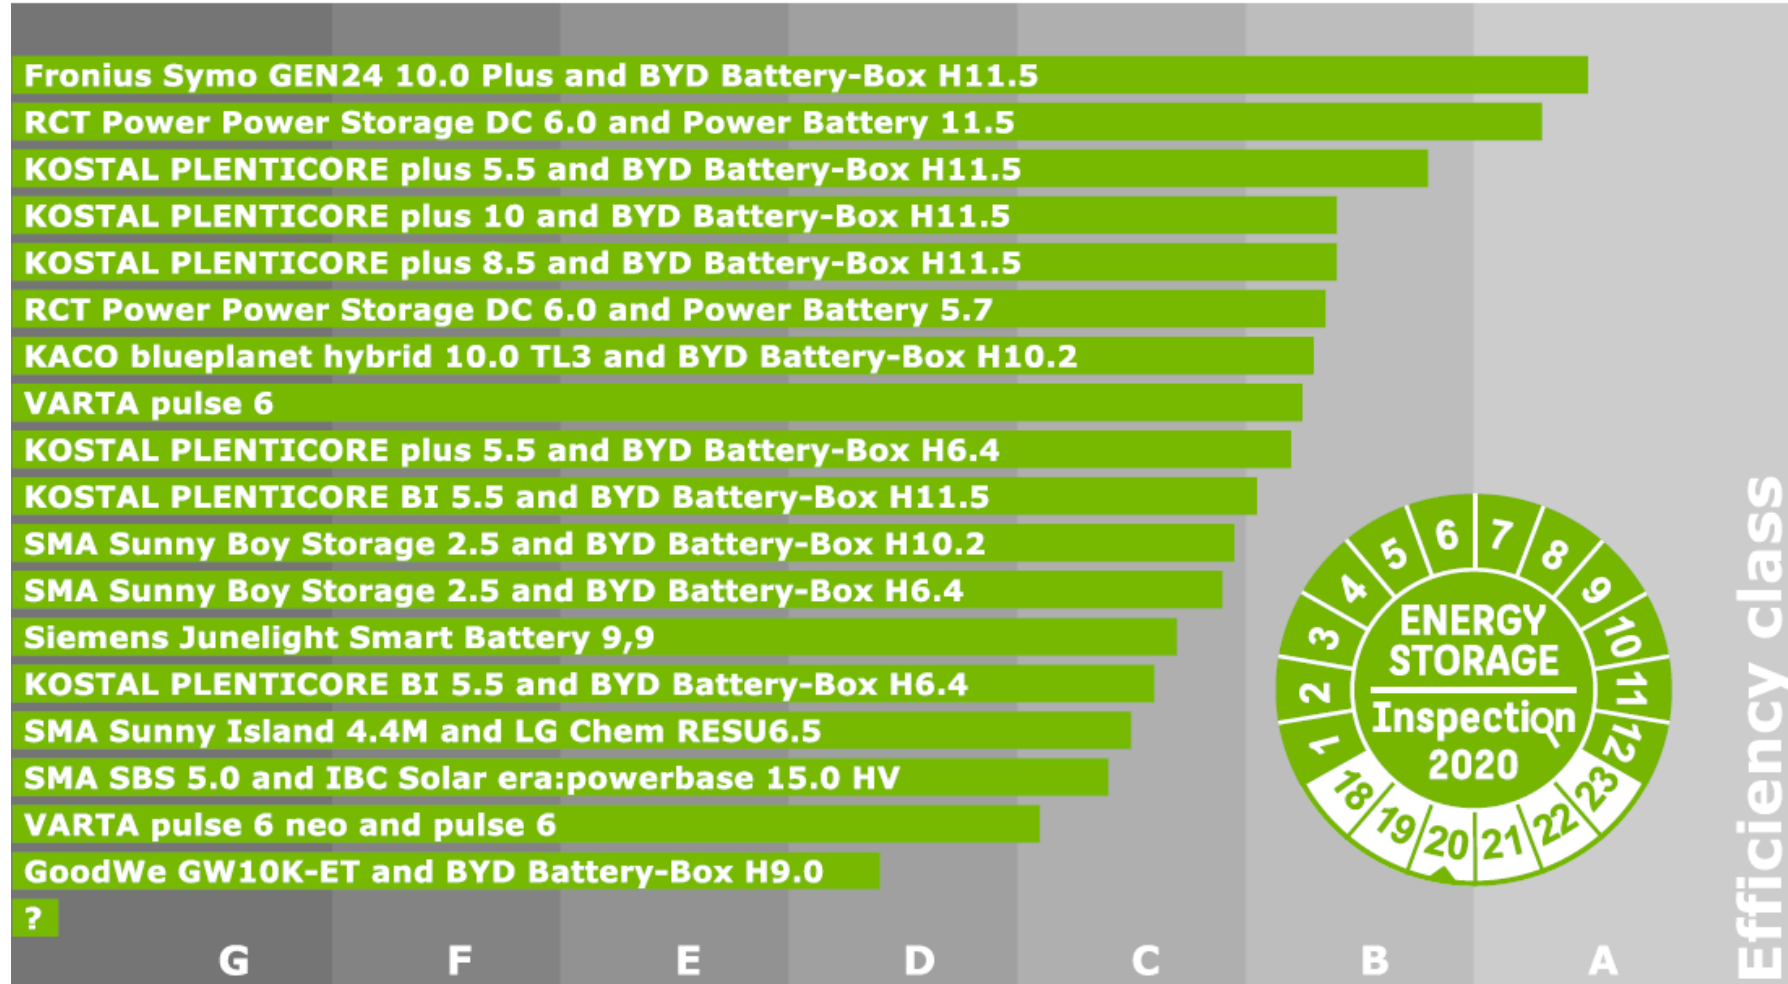 Fronius Symo GEN24 10.0 Plus and BYD Battery-Box H11.5
RCT Power Power Storage DC 6.0 and Power Battery 11.5
KOSTAL PLENTICORE plus 5.5 and BYD Battery-Box H11.5
KOSTAL PLENTICORE plus 10 and BYD Battery-Box H11.5
KOSTAL PLENTICORE plus 8.5 and BYD Battery-Box H11.5
RCT Power Power Storage DC 6.0 and Power Battery 5.7
KACO blueplanet hybrid 10.0 TL3 and BYD Battery-Box H10.2
VARTA pulse 6
KOSTAL PLENTICORE plus 5.5 and BYD Battery-Box H6.4
KOSTAL PLENTICORE BI 5.5 and BYD Battery-Box H11.5
SMA Sunny Boy Storage 2.5 and BYD Battery-Box H10.2
SMA Sunny Boy Storage 2.5 and BYD Battery-Box H6.4
Siemens Junelight Smart Battery 9,9
KOSTAL PLENTICORE BI 5.5 and BYD Battery-Box H6.4
SMA Sunny Island 4.4M and LG Chem RESU6.5
SMA SBS 5.0 and IBC Solar era:powerbase 15.0 HV
VARTA pulse 6 neo and pulse 6
GoodWe GW10K-ET and BYD Battery-Box H9.0
?
G F E D C B A
Efficiency class
1 2 3 4 5 6 7 8 9 10 11 12
18 19 20 21 22 23
ENERGY
STORAGE
Inspection
2020